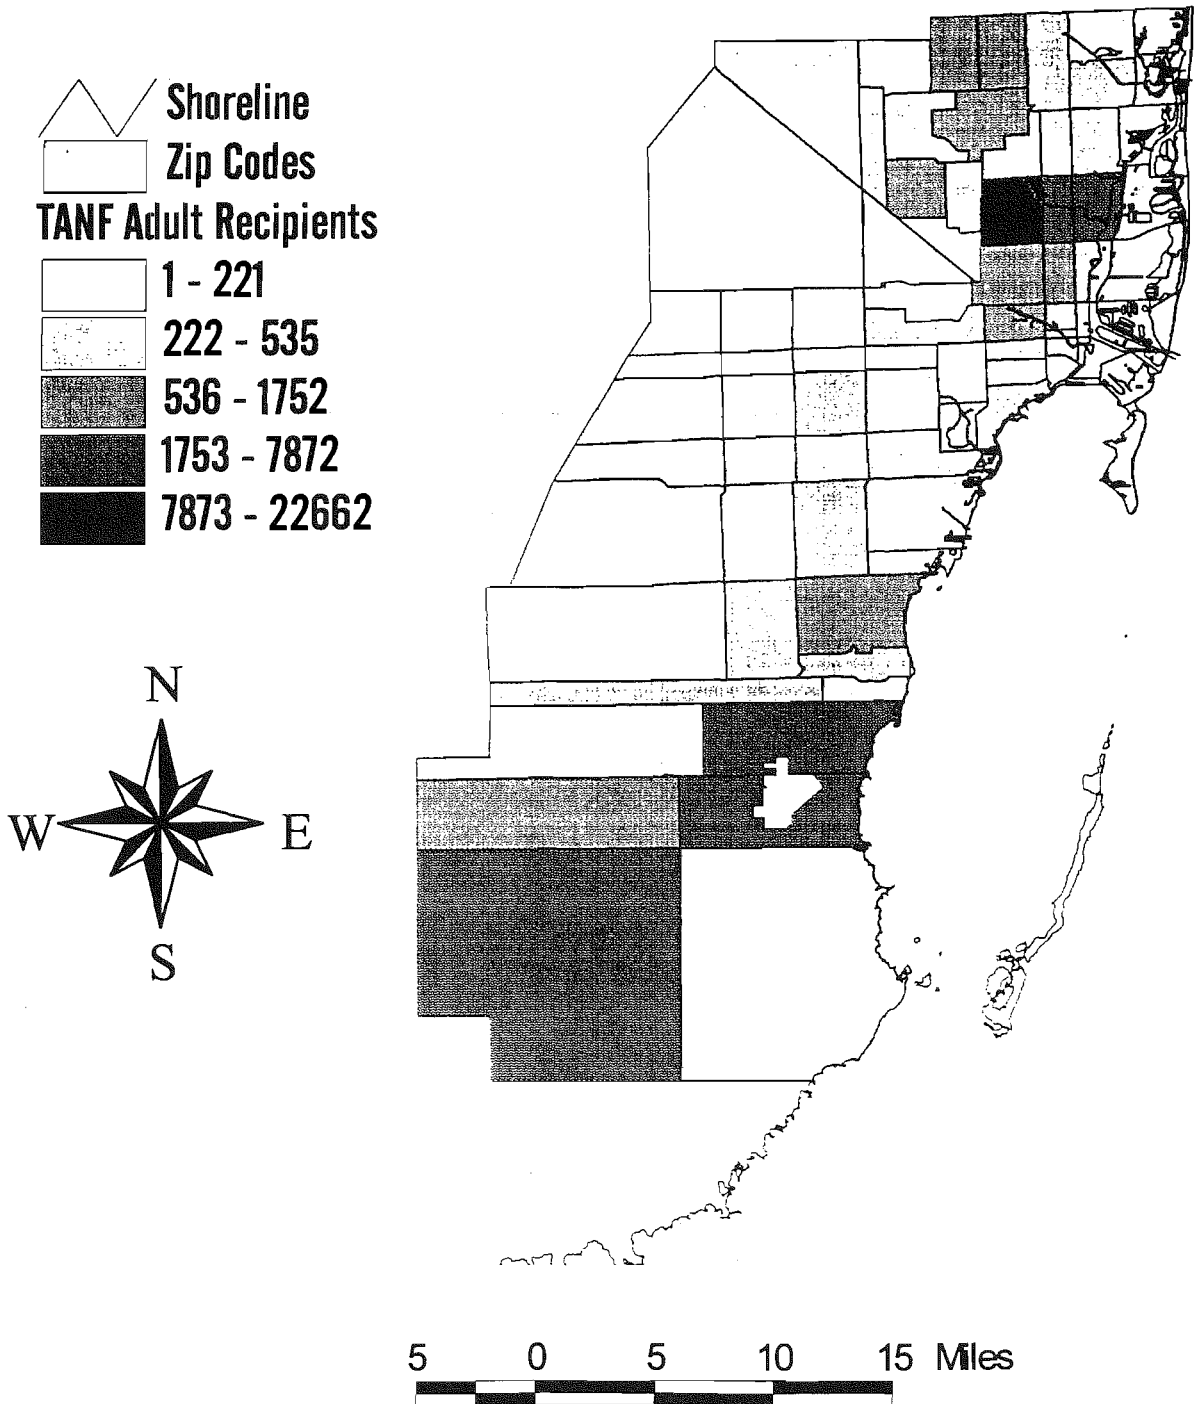 Shoreline
Zip Codes
TANF Adult Recipients
1 - 221
222 - 535
536 - 1752
1753 - 7872
7873 - 22662
N
W E
S
5 0 5 10 15 Miles